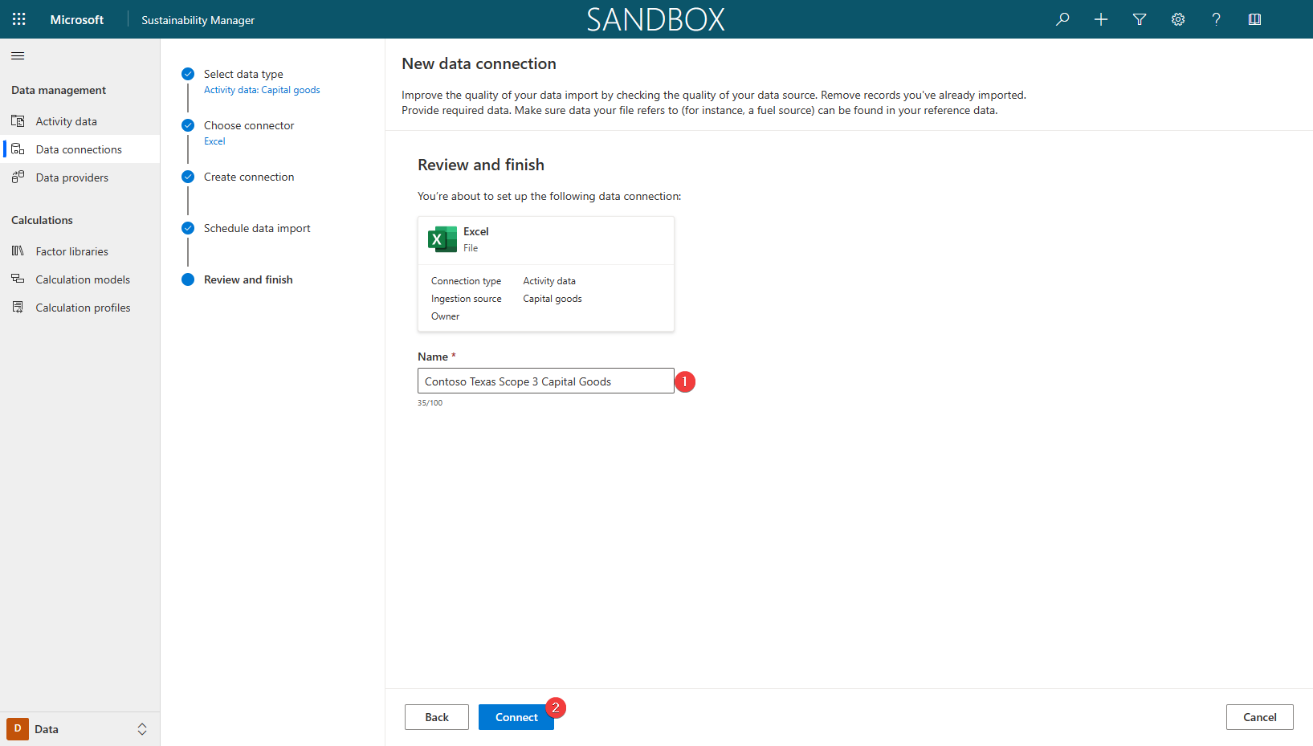 Microsoft
Sustainability Manager
SANDBOX
?
Data management
Activity data
Data connections
Data providers
Calculations
Factor libraries
Calculation models
Calculation profiles
D
Data
Select data type
Activity data: Capital goods
Choose connector
Excel
Create connection
Schedule data import
Review and finish
New data connection
Improve the quality of your data import by checking the quality of your data source. Remove records you've already imported.
Provide required data. Make sure data your file refers to (for instance, a fuel source) can be found in your reference data.
Review and finish
You're about to set up the following data connection:
X
Excel
File
Connection type Activity data
Ingestion source Capital goods
Owner
Name *
Contoso Texas Scope 3 Capital Goods
1
35/100
Back
Connect
2
Cancel